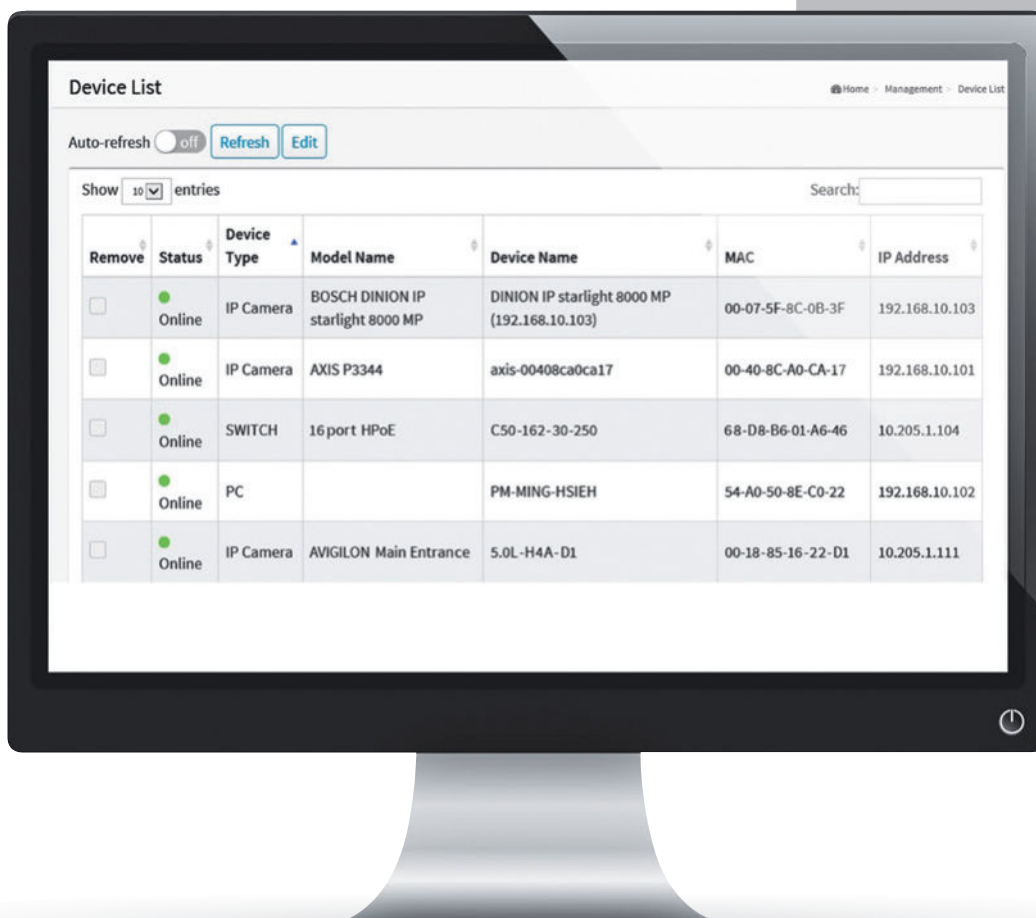 Device List
Home > Management > Device List
Auto-refresh off Refresh Edit
Show 10 entries Search:
Remove Status Device Type Model Name Device Name MAC IP Address
Online IP Camera BOSCH DINION IP starlight 8000 MP DINION IP starlight 8000 MP (192.168.10.103) 00-07-5F-8C-0B-3F 192.168.10.103
Online IP Camera AXIS P3344 axis-00408ca0ca17 00-40-8C-A0-CA-17 192.168.10.101
Online SWITCH 16 port HPoE C50-162-30-250 68-D8-B6-01-A6-46 10.205.1.104
Online PC PM-MING-HSIEH 54-A0-50-8E-C0-22 192.168.10.102
Online IP Camera AVIGILON Main Entrance 5.0L-H4A-D1 00-18-85-16-22-D1 10.205.1.111